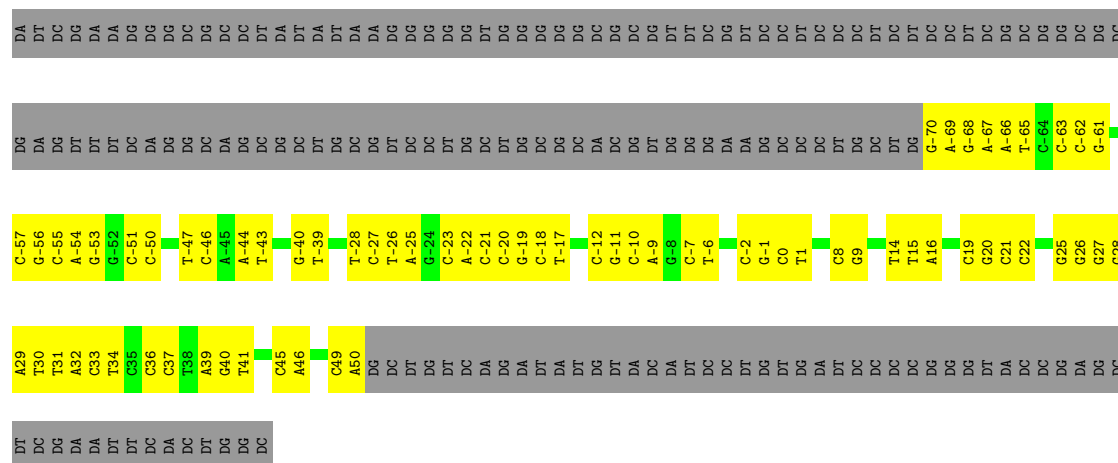 DA DT DC DG DA DA DG DG DG DC DG DC DC DT DA DT DA DT DA DA DG DG DG DG DT DG DG DG DG DC DG DC DG DT DT DC DC DT DC DC DC DT DC DT DC DC DT DC DG DC DG DG DC DG DC
DG DA DG DT DT DT DC DA DG DG DC DA DG DC DG DC DT DG DG DC DG DT DC DG DC DG DC DA DG DT DG DG DG DA DA DG DC DC DC DT DG DC DT DG G-70 A-69 G-68 A-67 A-66 T-65 C-64 C-63 C-62 G-61
C-57 G-56 C-55 A-54 G-53 G-52 C-51 C-50 T-47 C-46 A-45 A-44 T-43 G-40 T-39 T-28 C-27 T-26 A-25 G-24 C-23 A-22 C-21 C-20 G-19 C-18 T-17 C-12 G-11 C-10 A-9 G-8 C-7 T-6 C-2 G-1 C0 T1 C8 G9 T14 T15 A16 C19 G20 C21 C22 G25 G26 G27 G28
A29 T30 T31 A32 C33 T34 C35 C36 C37 T38 A39 G40 T41 C45 A46 C49 A50 DG DC DT DG DT DC DA DG DA DT DA DT DA DC DA DT DC DC DT DG DT DC DC DC DG DG DG DT DA DC DC DG DA DG DC
DT DC DG DA DA DT DT DC DA DC DT DG DG DC